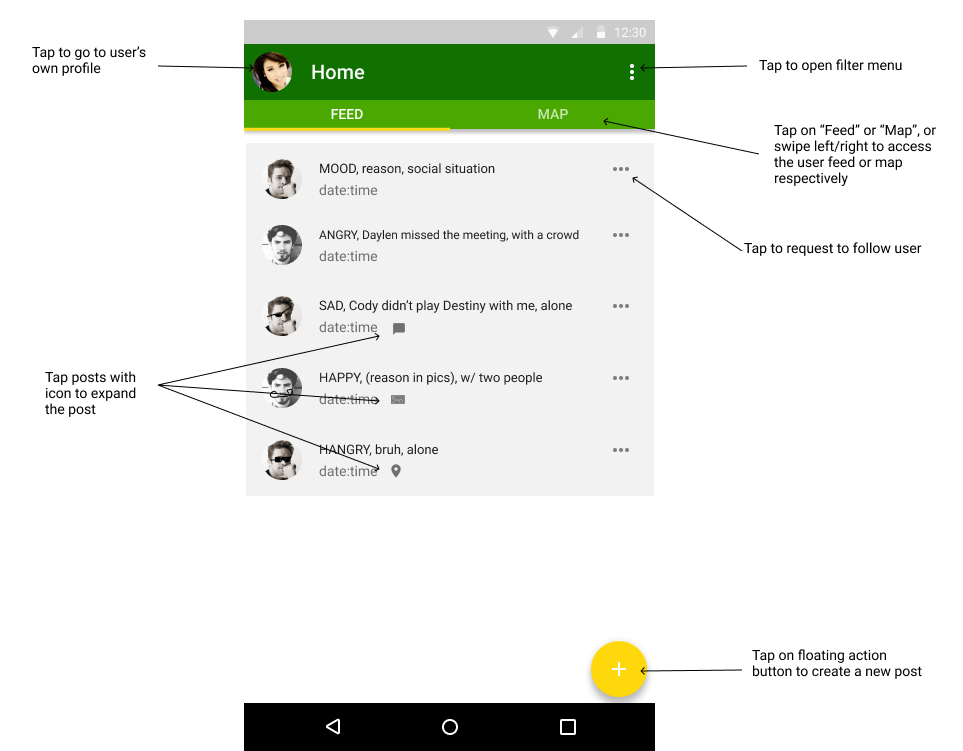 12:30
Tap to go to user's
own profile
Home
Tap to open filter menu
FEED
MAP
Tap on “Feed” or “Map”, or
swipe left/right to access
the user feed or map
respectively
MOOD, reason, social situation
date:time
ANGRY, Daylen missed the meeting, with a crowd
date:time
Tap to request to follow user
SAD, Cody didn't play Destiny with me, alone
date:time
Tap posts with
icon to expand
the post
HAPPY, (reason in pics), w/ two people
date:time
HANGRY, bruh, alone
date:time
Tap on floating action
button to create a new post